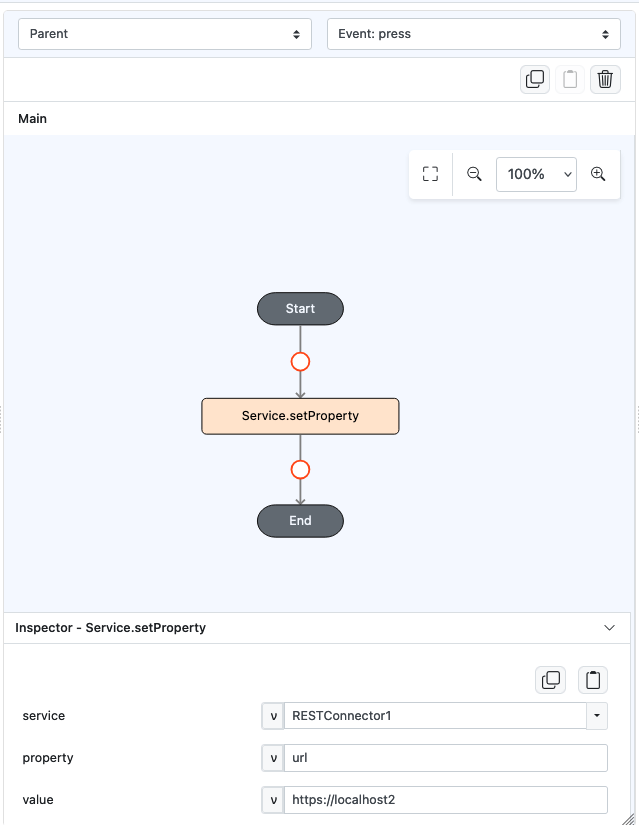 Parent
Event: press
Main
100%
Start
Service.setProperty
End
Inspector - Service.setProperty
service
v
RESTConnector1
property
v
url
value
v
https://localhost2